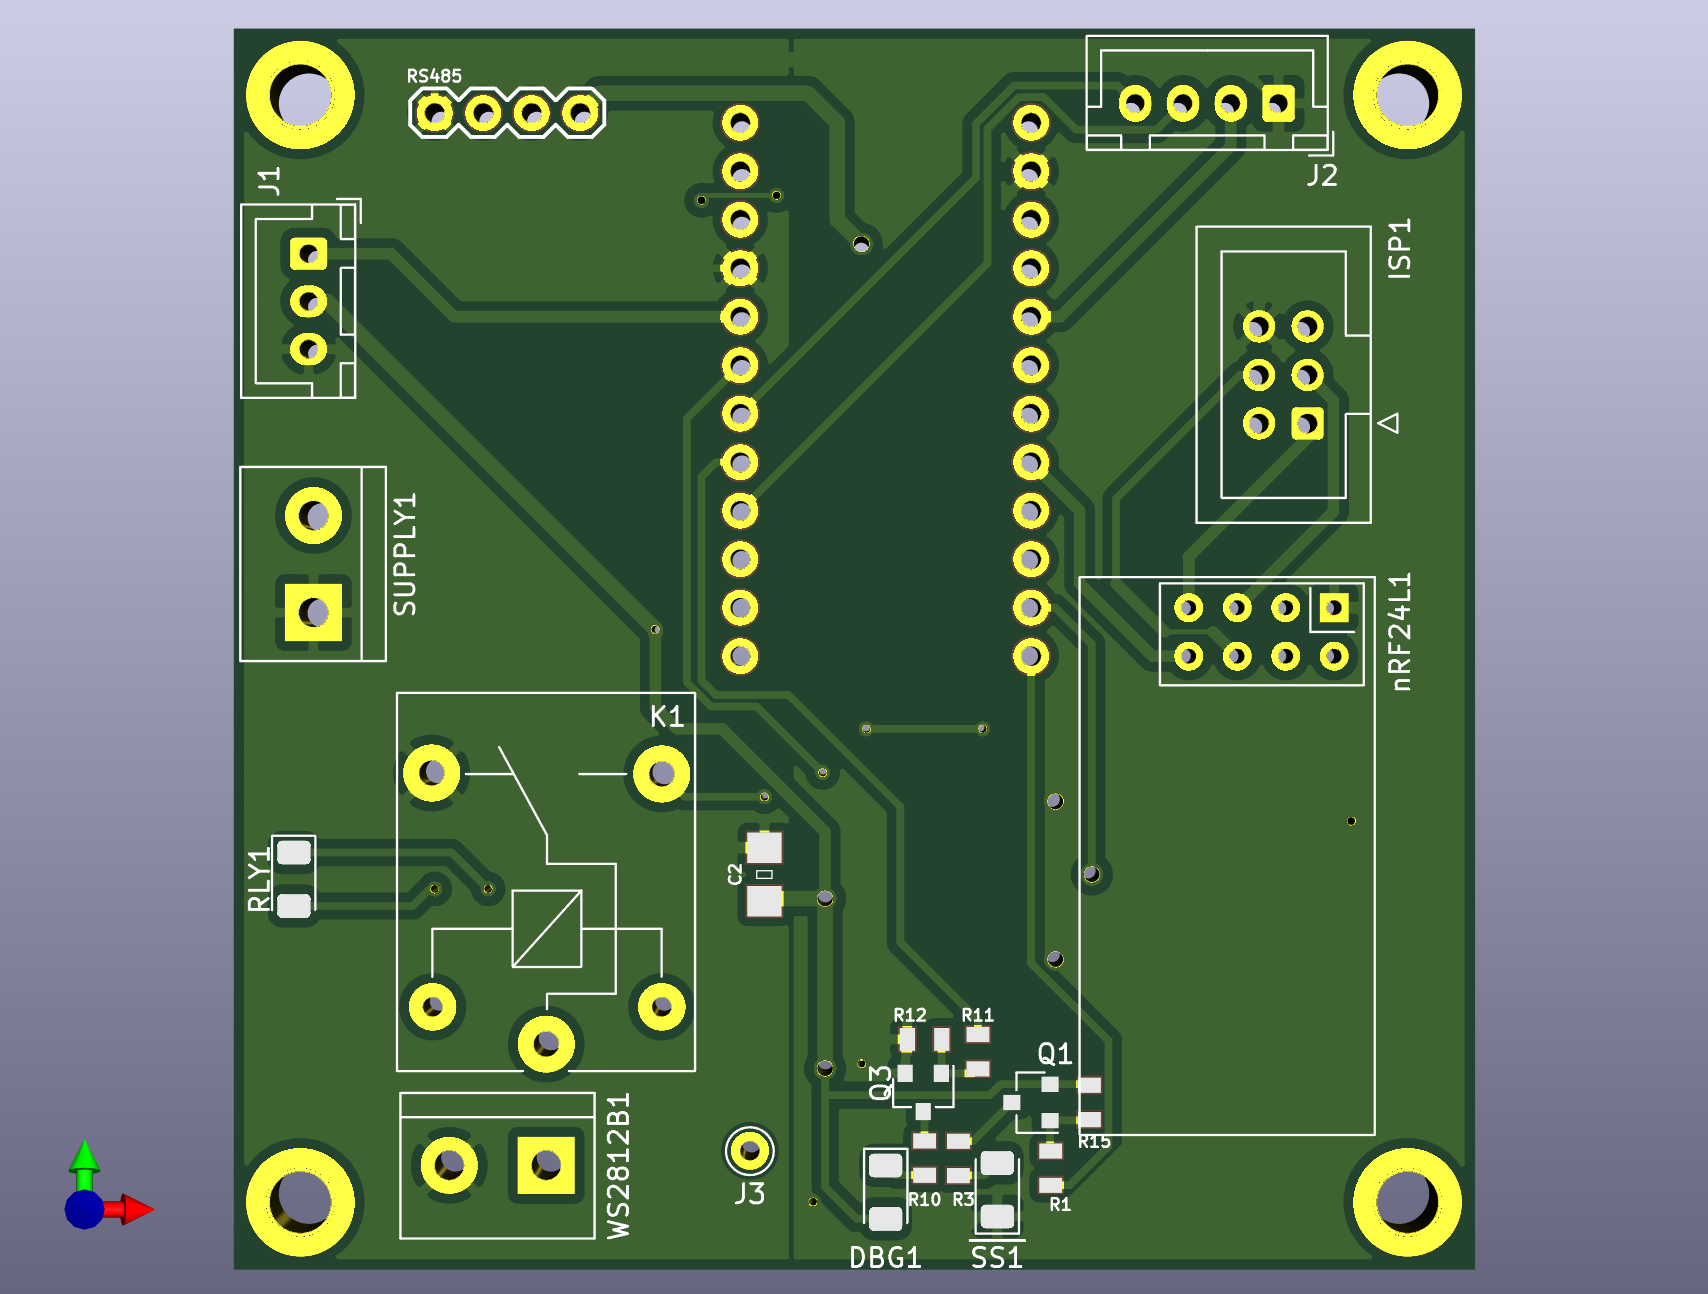 RS485
J1
J2
ISP1
SUPPLY1
nRF24L1
K1
RLY1
C2
R12
R11
Q3
Q1
R15
WS2812B1
J3
R10
R3
R1
DBG1
SS1